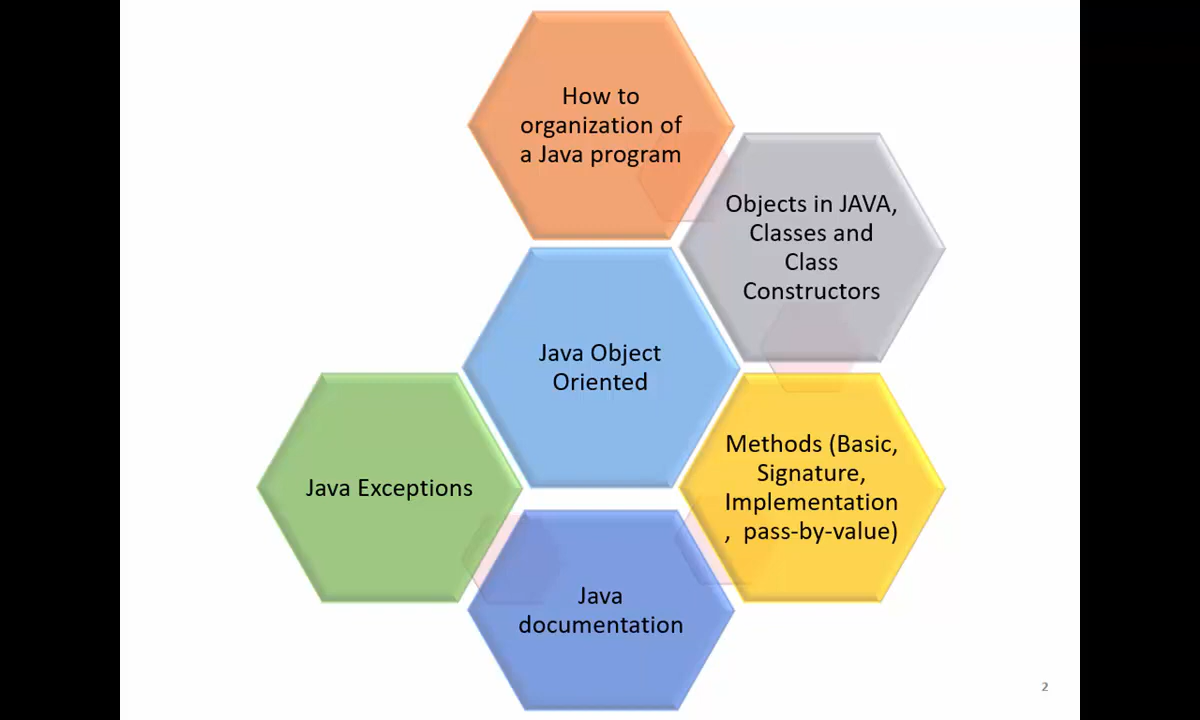 How to
organization of
a Java program
Objects in JAVA,
Classes and
Class
Constructors
Java Object
Oriented
Methods (Basic,
Signature,
Implementation
, pass-by-value)
Java Exceptions
Java
documentation
2